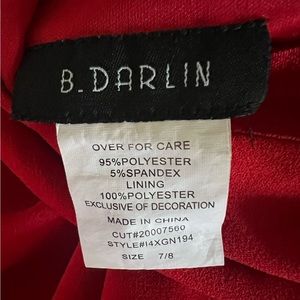 B.DARLIN
OVER FOR CARE
95%POLYESTER
5%SPANDEX
LINING
100%POLYESTER
EXCLUSIVE OF DECORATION
MADE IN CHINA
CUT#20007560
STYLE#I4XGN194
SIZE 7/8